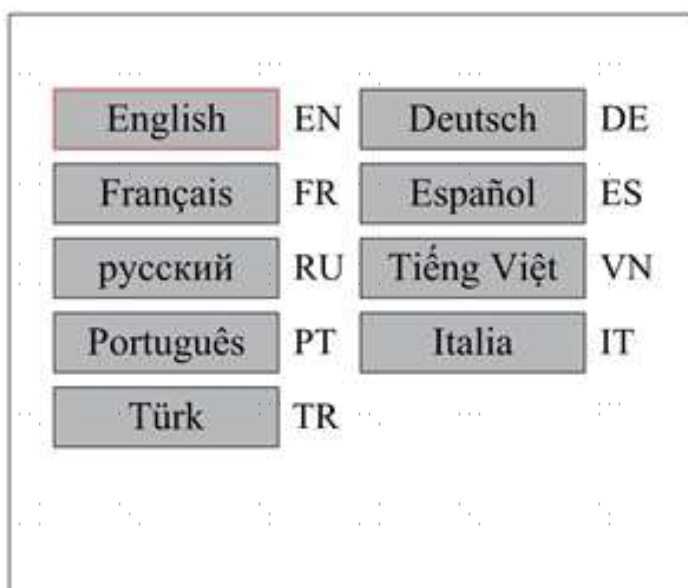 English EN Deutsch DE
Français FR Español ES
русский RU Tiếng Việt VN
Português PT Italia IT
Türk TR